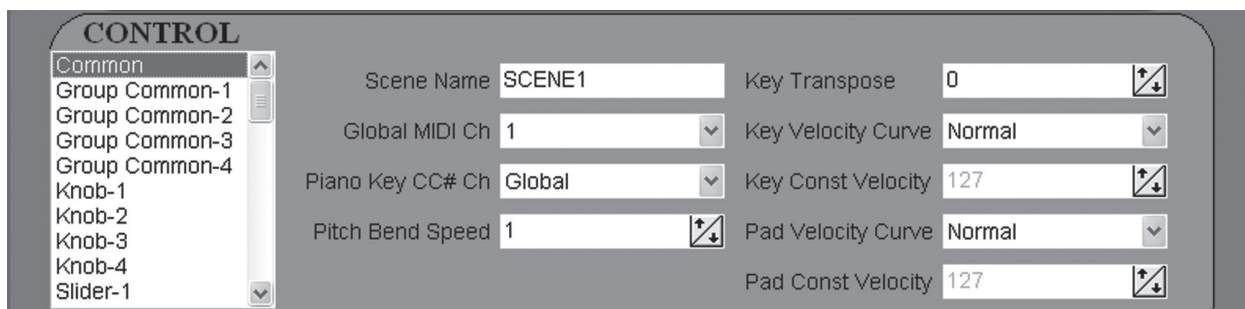 CONTROL
Common
Group Common-1
Group Common-2
Group Common-3
Group Common-4
Knob-1
Knob-2
Knob-3
Knob-4
Slider-1
Scene Name SCENE1
Global MIDI Ch 1
Piano Key CC# Ch Global
Pitch Bend Speed 1
Key Transpose 0
Key Velocity Curve Normal
Key Const Velocity 127
Pad Velocity Curve Normal
Pad Const Velocity 127